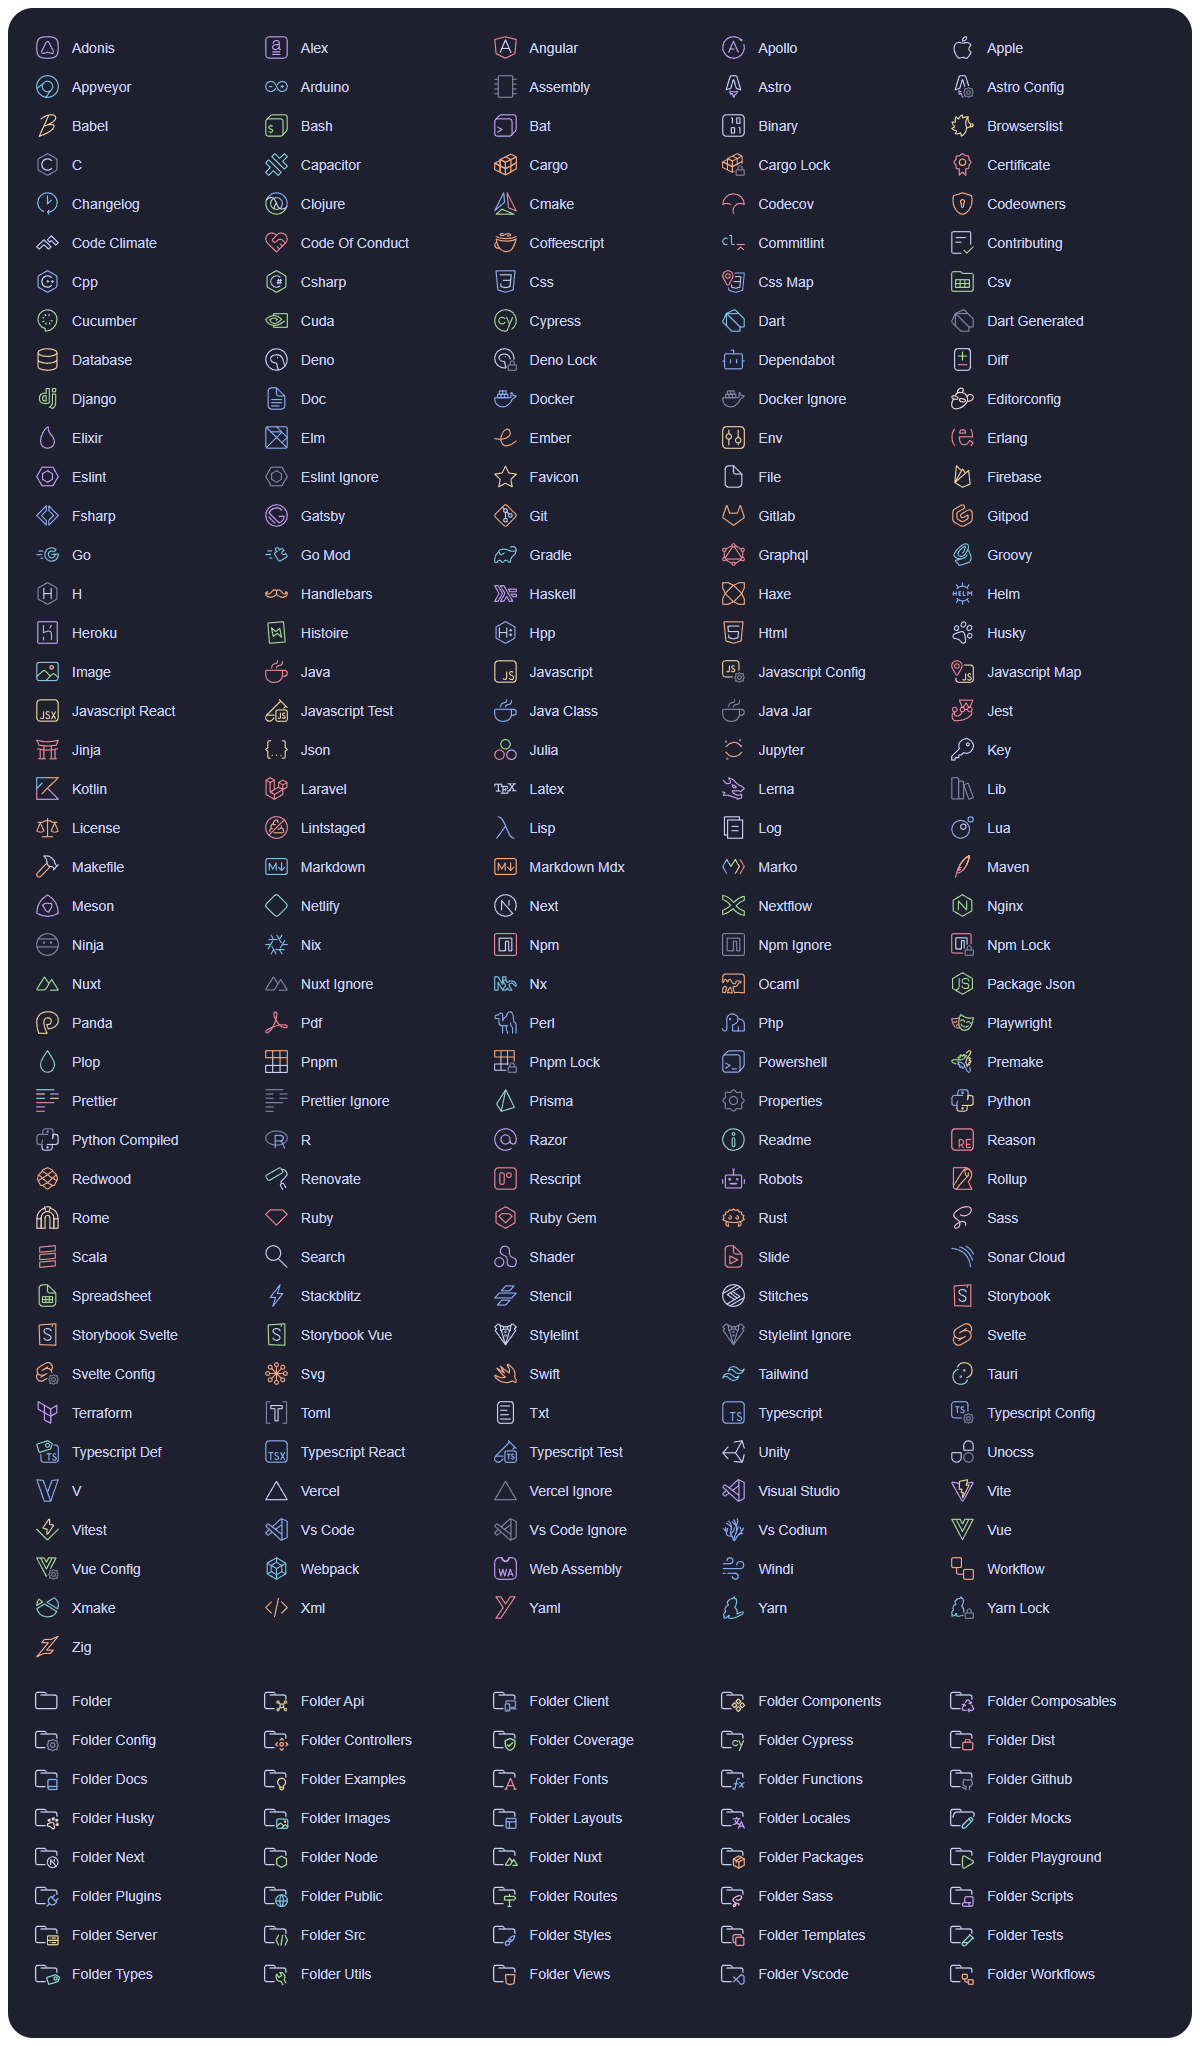 Adonis Alex Angular Apollo Apple
Appveyor Arduino Assembly Astro Astro Config
Babel Bash Bat Binary Browserslist
C Capacitor Cargo Cargo Lock Certificate
Changelog Clojure Cmake Codecov Codeowners
Code Climate Code Of Conduct Coffeescript Commitlint Contributing
Cpp Csharp Css Css Map Csv
Cucumber Cuda Cypress Dart Dart Generated
Database Deno Deno Lock Dependabot Diff
Django Doc Docker Docker Ignore Editorconfig
Elixir Elm Ember Env Erlang
Eslint Eslint Ignore Favicon File Firebase
Fsharp Gatsby Git Gitlab Gitpod
Go Go Mod Gradle Graphql Groovy
H Handlebars Haskell Haxe Helm
Heroku Histoire Hpp Html Husky
Image Java Javascript Javascript Config Javascript Map
Javascript React Javascript Test Java Class Java Jar Jest
Jinja Json Julia Jupyter Key
Kotlin Laravel Latex Lerna Lib
License Lintstaged Lisp Log Lua
Makefile Markdown Markdown Mdx Marko Maven
Meson Netlify Next Nextflow Nginx
Ninja Nix Npm Npm Ignore Npm Lock
Nuxt Nuxt Ignore Nx Ocaml Package Json
Panda Pdf Perl Php Playwright
Plop Pnpm Pnpm Lock Powershell Premake
Prettier Prettier Ignore Prisma Properties Python
Python Compiled R Razor Readme Reason
Redwood Renovate Rescript Robots Rollup
Rome Ruby Ruby Gem Rust Sass
Scala Search Shader Slide Sonar Cloud
Spreadsheet Stackblitz Stencil Stitches Storybook
Storybook Svelte Storybook Vue Stylelint Stylelint Ignore Svelte
Svelte Config Svg Swift Tailwind Tauri
Terraform Toml Txt Typescript Typescript Config
Typescript Def Typescript React Typescript Test Unity Unocss
V Vercel Vercel Ignore Visual Studio Vite
Vitest Vs Code Vs Code Ignore Vs Codium Vue
Vue Config Webpack Web Assembly Windi Workflow
Xmake Xml Yaml Yarn Yarn Lock
Zig
Folder Folder Api Folder Client Folder Components Folder Composables
Folder Config Folder Controllers Folder Coverage Folder Cypress Folder Dist
Folder Docs Folder Examples Folder Fonts Folder Functions Folder Github
Folder Husky Folder Images Folder Layouts Folder Locales Folder Mocks
Folder Next Folder Node Folder Nuxt Folder Packages Folder Playground
Folder Plugins Folder Public Folder Routes Folder Sass Folder Scripts
Folder Server Folder Src Folder Styles Folder Templates Folder Tests
Folder Types Folder Utils Folder Views Folder Vscode Folder Workflows